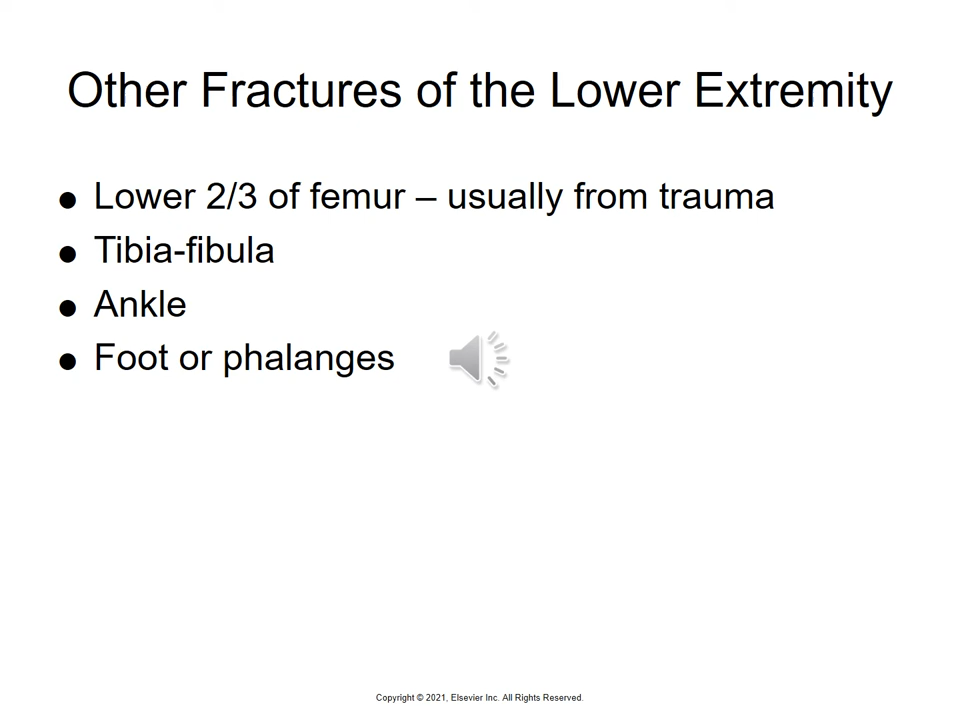 Other Fractures of the Lower Extremity
● Lower 2/3 of femur – usually from trauma
● Tibia-fibula
● Ankle
● Foot or phalanges
Copyright © 2021, Elsevier Inc. All Rights Reserved.